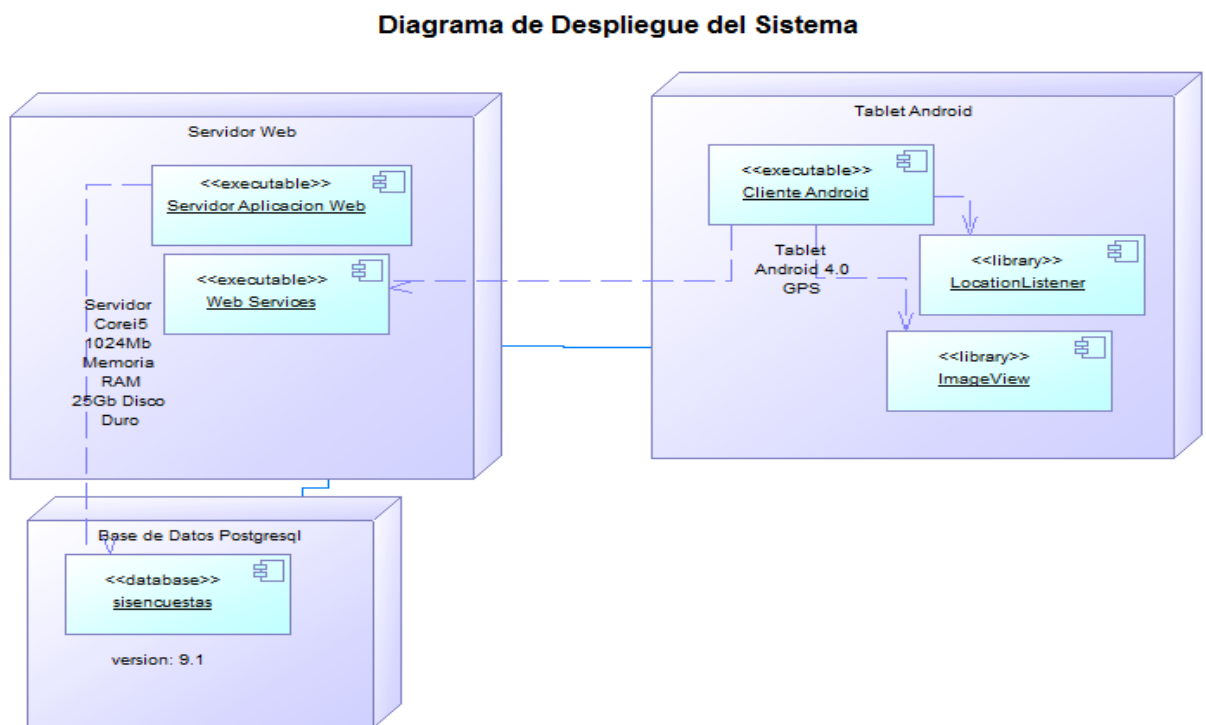 Diagrama de Despliegue del Sistema
Servidor Web
<<executable>>
Servidor Aplicacion Web
<<executable>>
Web Services
Servidor
Corei5
1024Mb
Memoria
RAM
25Gb Disco
Duro
Tablet Android
<<executable>>
Cliente Android
Tablet
Android 4.0
GPS
<<library>>
LocationListener
<<library>>
ImageView
Base de Datos Postgresql
<<database>>
sisencuestas
version: 9.1